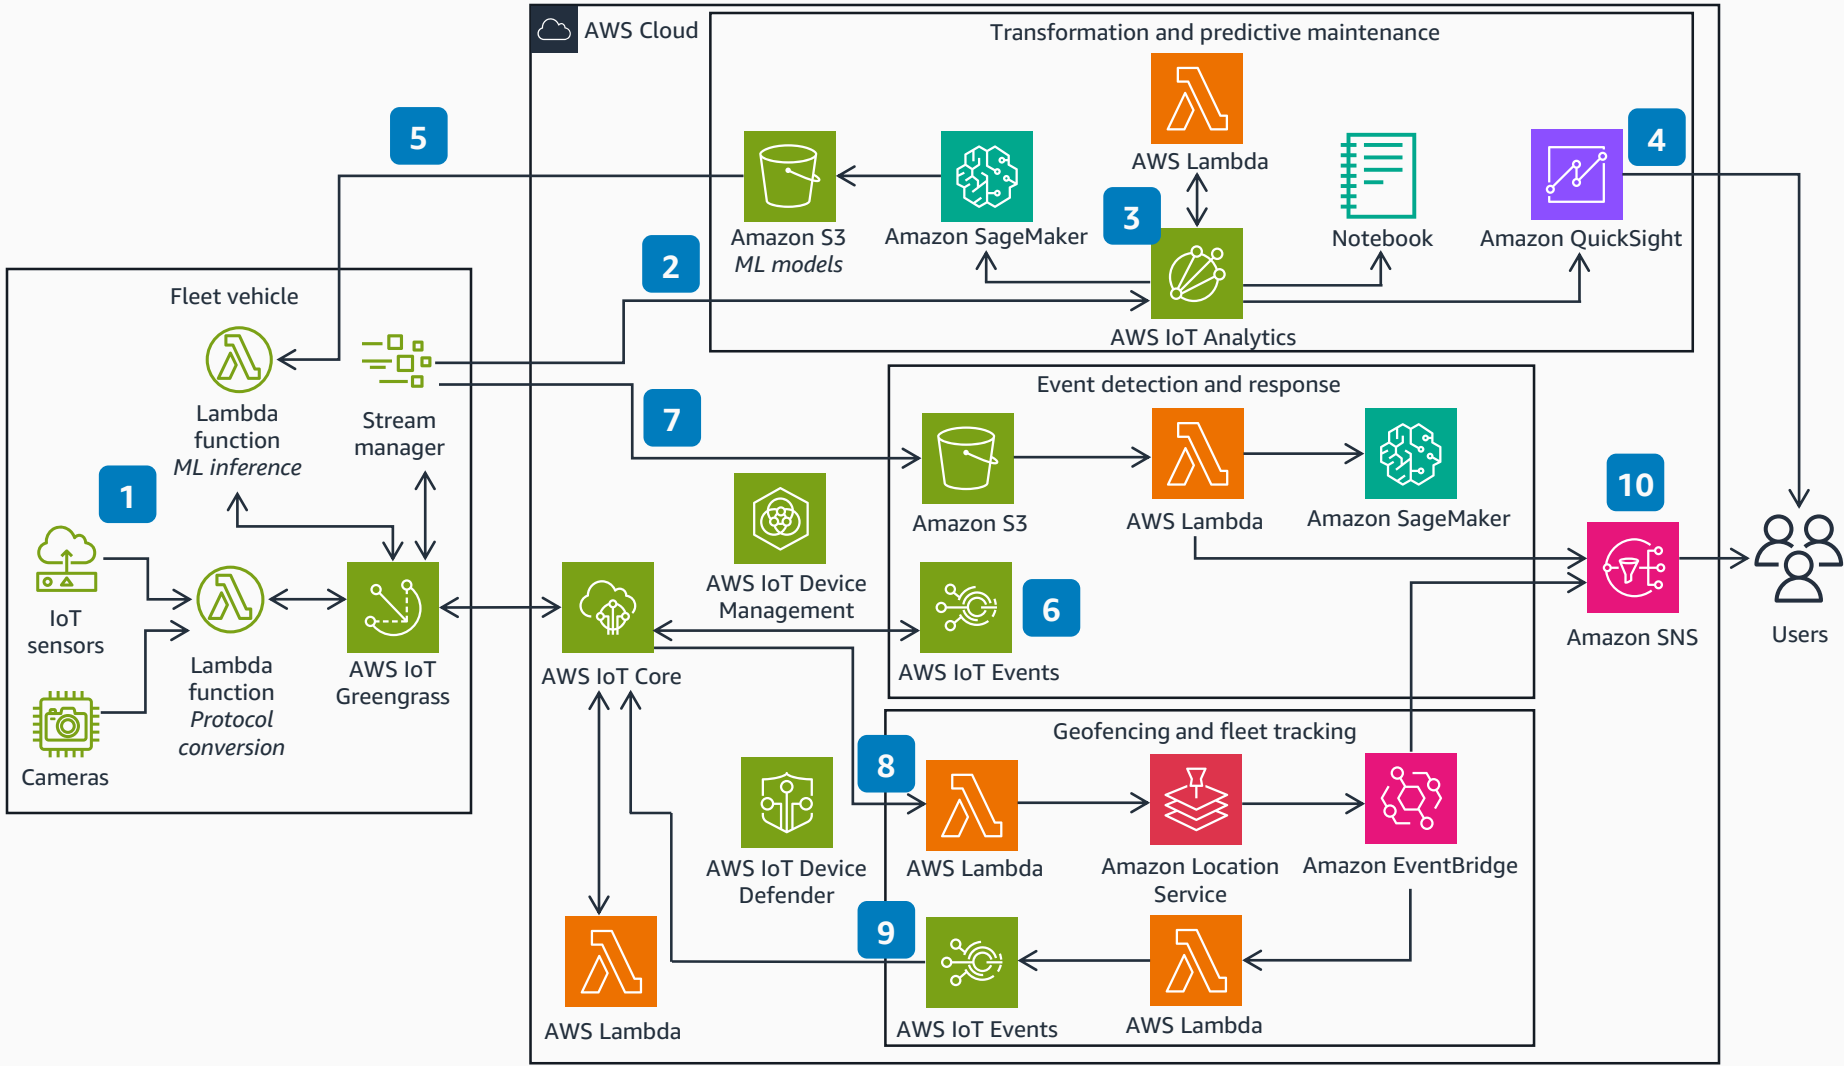 AWS Cloud
Transformation and predictive maintenance
AWS Lambda
5
4
3
Amazon S3
ML models
Amazon SageMaker
Notebook
Amazon QuickSight
2
AWS IoT Analytics
Fleet vehicle
Lambda
function
ML inference
Stream
manager
1
IoT
sensors
Cameras
Lambda
function
Protocol
conversion
AWS IoT
Greengrass
7
Event detection and response
Amazon S3
AWS Lambda
Amazon SageMaker
AWS IoT Device
Management
6
AWS IoT Events
AWS IoT Core
10
Amazon SNS
Users
8
Geofencing and fleet tracking
AWS Lambda
Amazon Location
Service
Amazon EventBridge
AWS IoT Device
Defender
9
AWS IoT Events
AWS Lambda
AWS Lambda